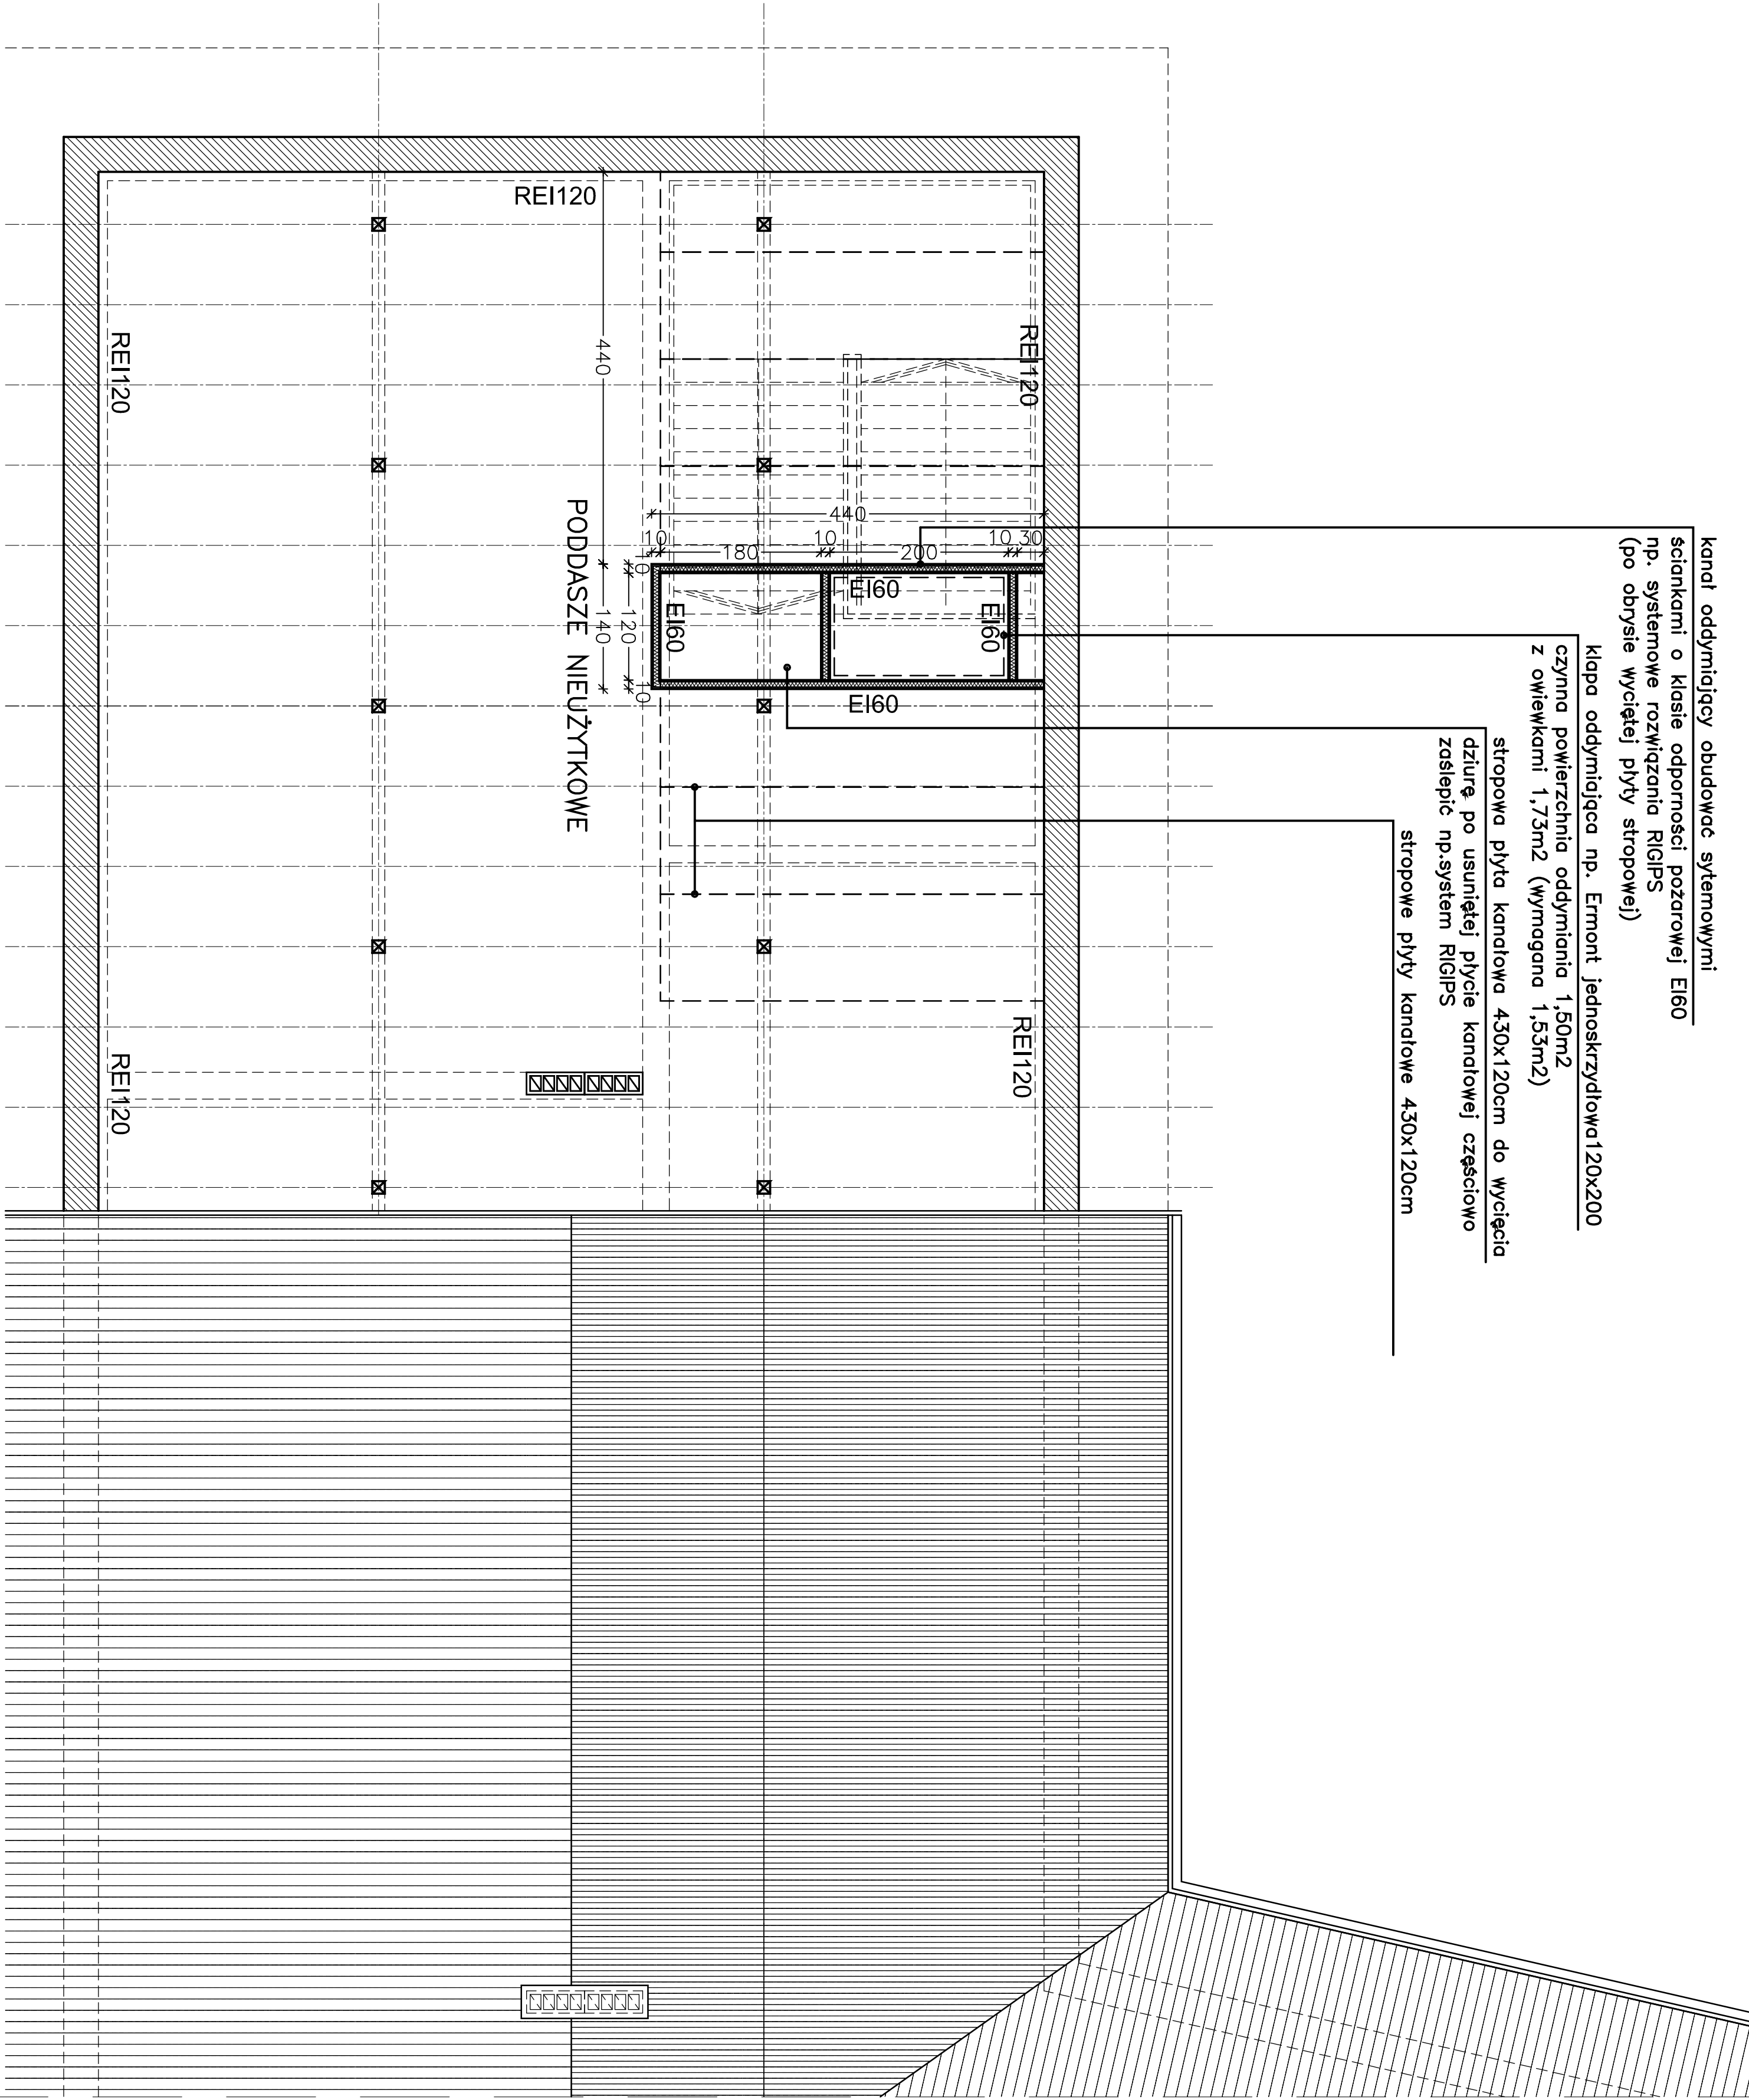 kanał oddymiający obudować sytemowymi
ściankami o klasie odporności pożarowej EI60
np. systemowe rozwiązania RIGIPS
(po obrysie wyciętej płyty stropowej)
klapa oddymiająca np. Ermont jednoskrzydłowa120x200
czynna powierzchnia oddymiania 1,50m2
z owiewkami 1,73m2 (wymagana 1,53m2)
stropowa płyta kanałowa 430x120cm do wycięcia
dziurę po usuniętej płycie kanałowej częściowo
zaślepić np.system RIGIPS
stropowe płyty kanałowe 430x120cm
REI120
REI120
REI120
REI120
REI120
440
440
10
180
10
200
10
30
10
120
140
10
EI60
EI60
EI60
EI60
PODDASZE NIEUŻYTKOWE